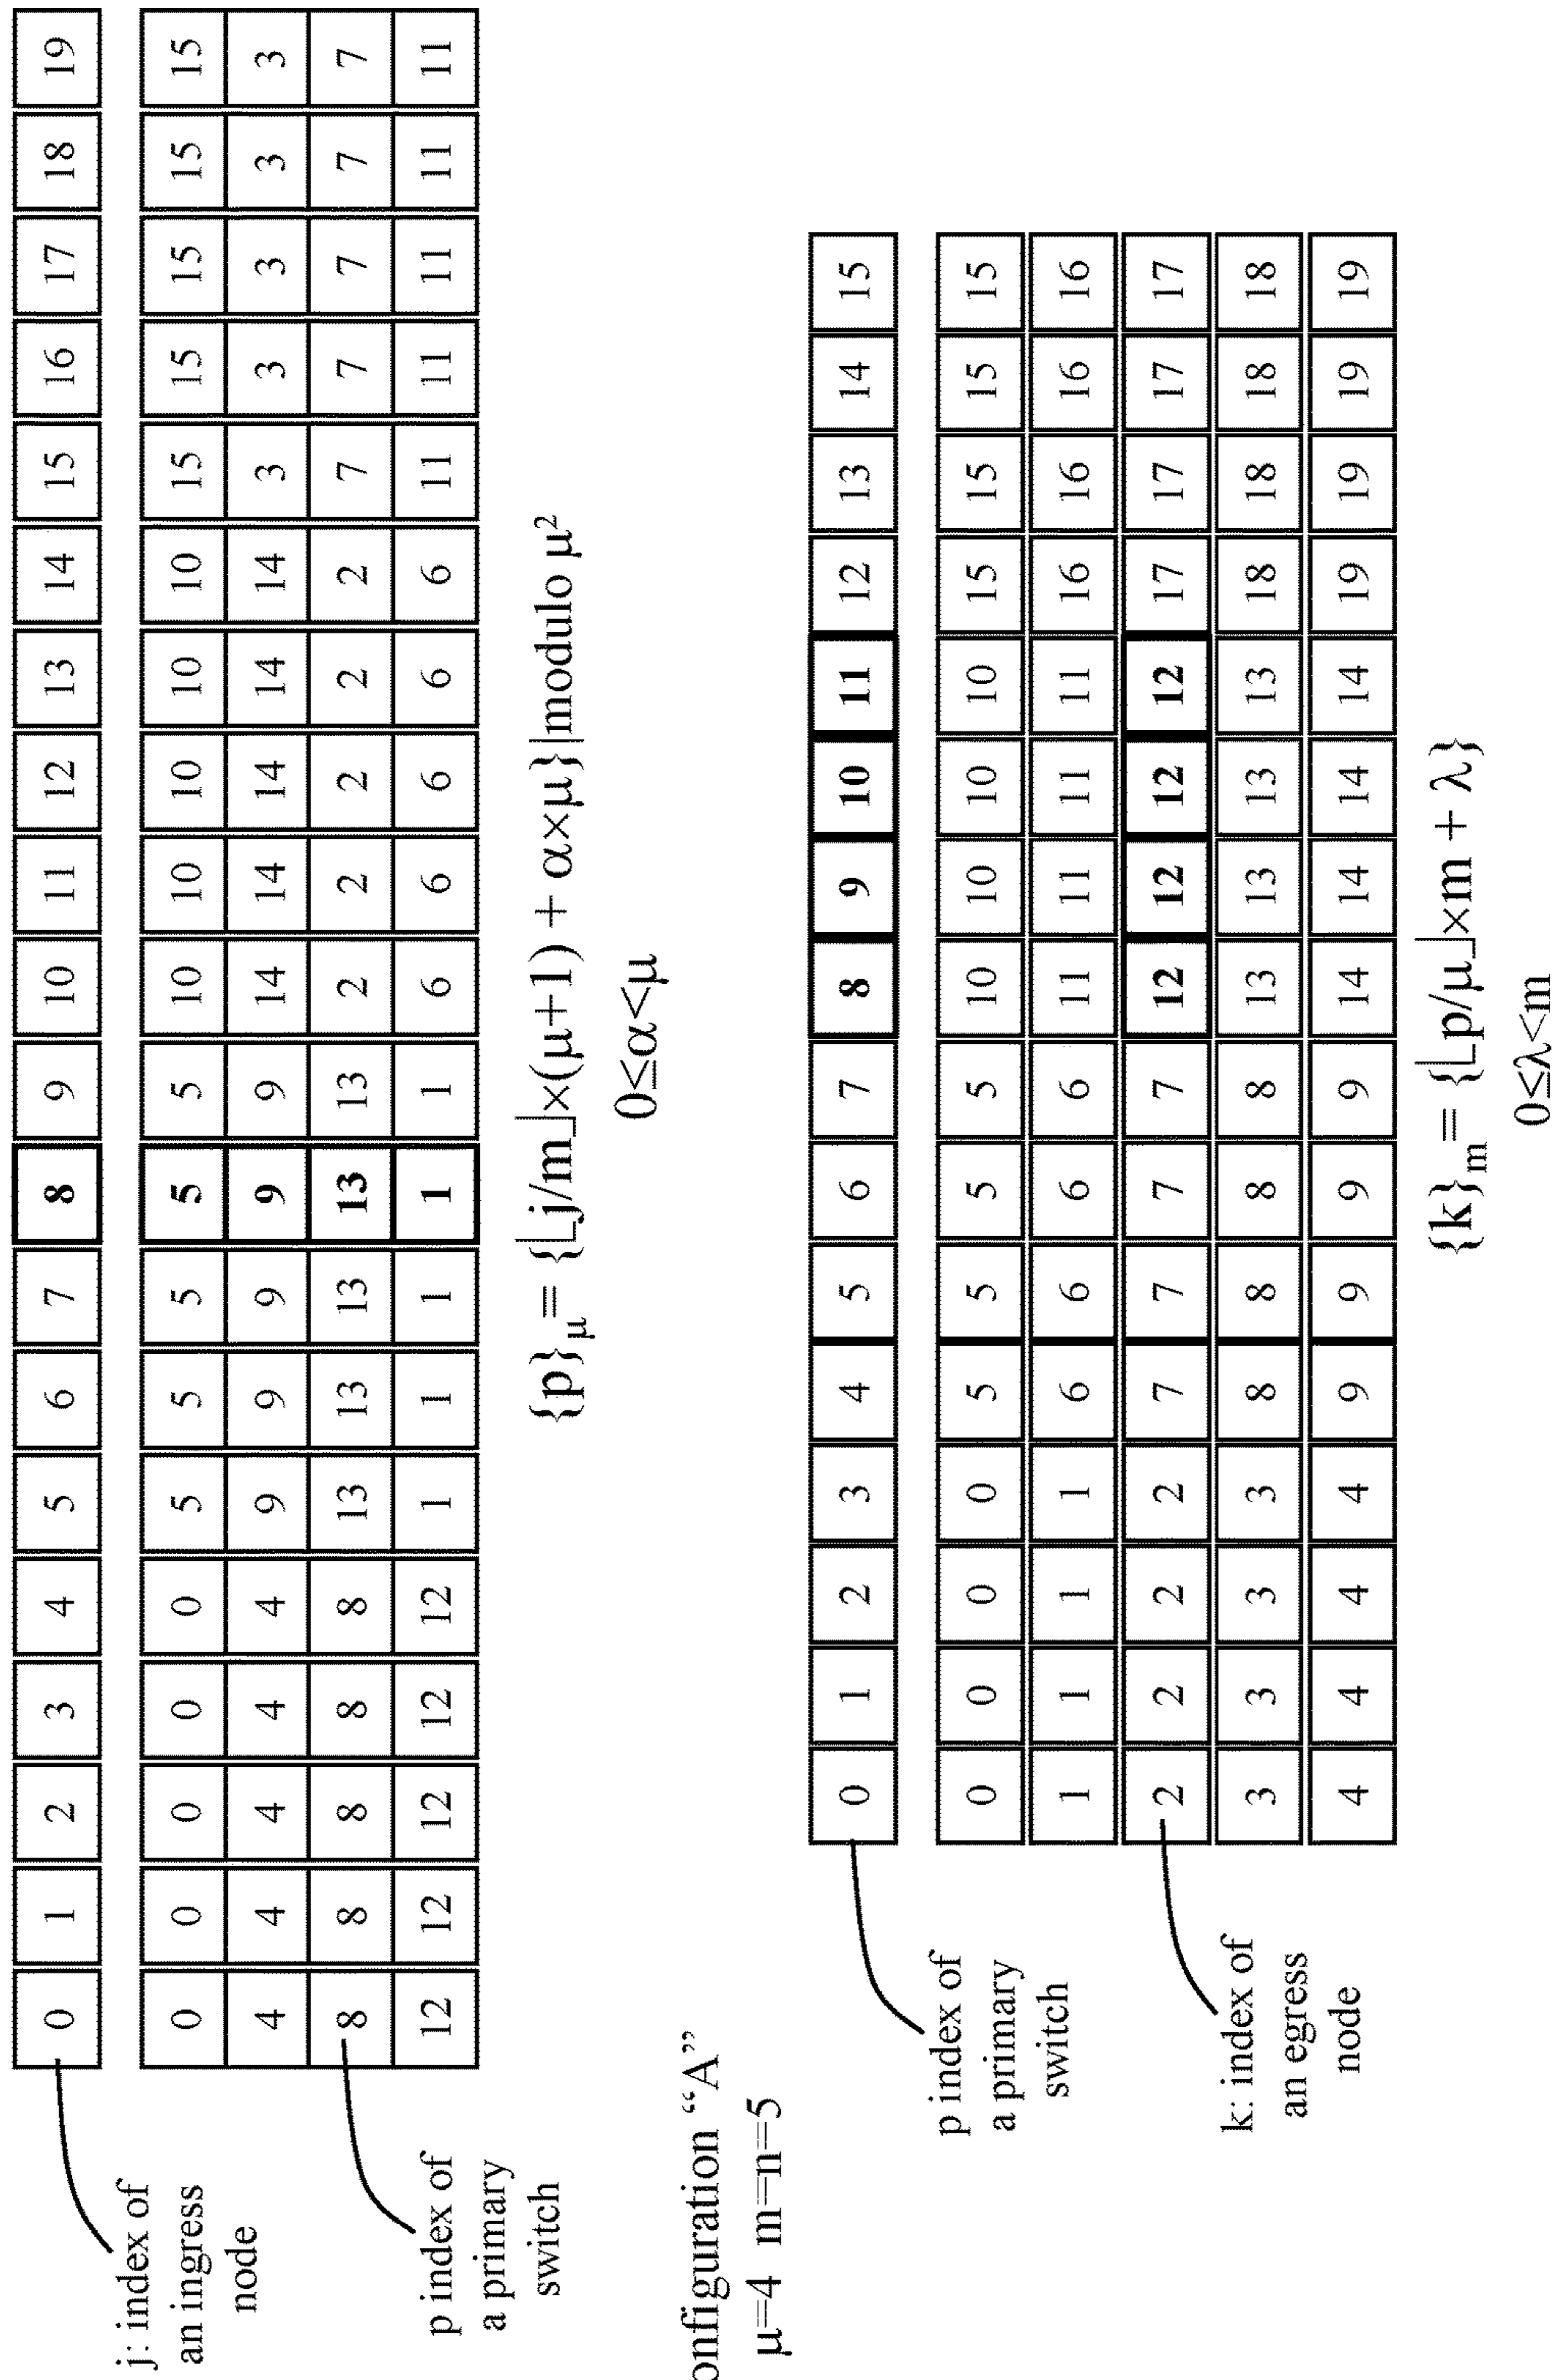 0 1 2 3 4 5 6 7 8 9 10 11 12 13 14 15 16 17 18 19
0 0 0 0 0 5 5 5 5 5 10 10 10 10 10 15 15 15 15 15
4 4 4 4 4 9 9 9 9 9 14 14 14 14 14 3 3 3 3 3
8 8 8 8 8 13 13 13 13 13 2 2 2 2 2 7 7 7 7 7
12 12 12 12 12 1 1 1 1 1 6 6 6 6 6 11 11 11 11 11
j: index of
an ingress
node
p index of
a primary
switch
{p}μ = {⌊j/m⌋×(μ+1) + α×μ}|modulo μ²
0≤α<μ
onfiguration “A”
μ=4 m=n=5
0 1 2 3 4 5 6 7 8 9 10 11 12 13 14 15
0 0 0 0 5 5 5 5 10 10 10 10 15 15 15 15
1 1 1 1 6 6 6 6 11 11 11 11 16 16 16 16
2 2 2 2 7 7 7 7 12 12 12 12 17 17 17 17
3 3 3 3 8 8 8 8 13 13 13 13 18 18 18 18
4 4 4 4 9 9 9 9 14 14 14 14 19 19 19 19
p index of
a primary
switch
k: index of
an egress
node
{k}m = {⌊p/μ⌋×m + λ}
0≤λ<m